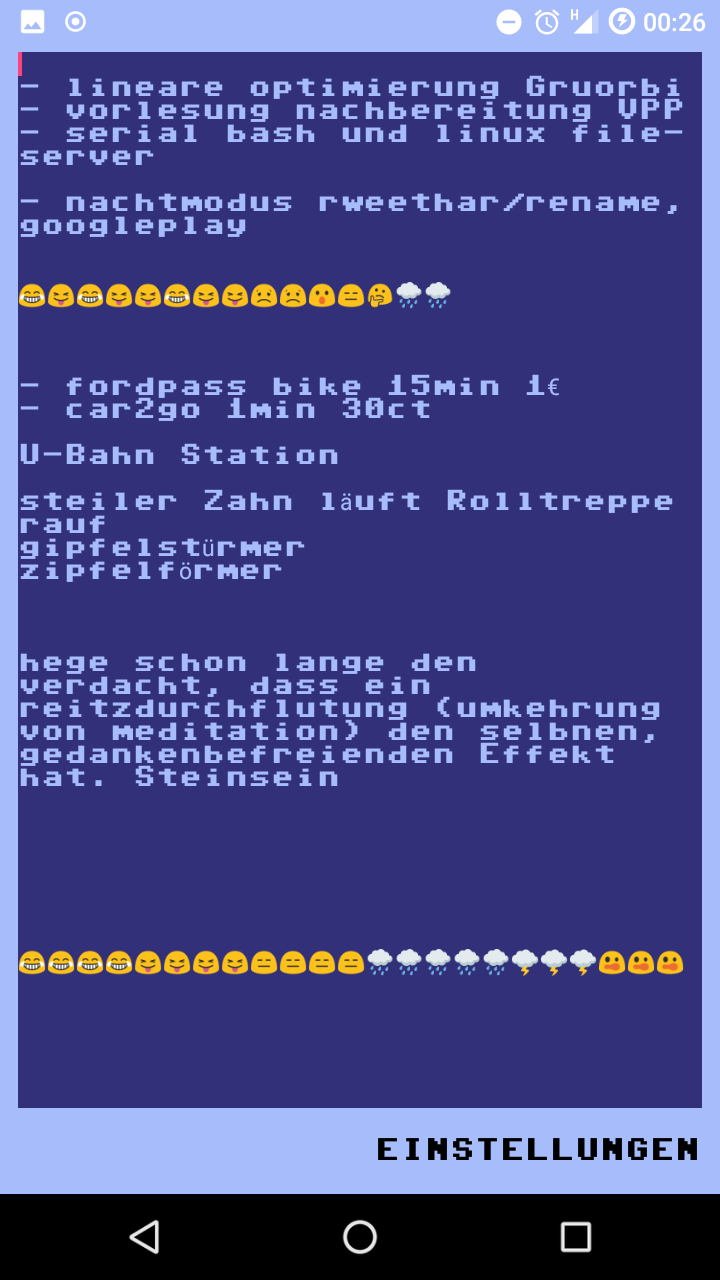 00:26
- lineare optimierung Gruorbi
- vorlesung nachbereitung VPP
- serial bash und linux file-
server
- nachtmodus rweethar/rename,
googleplay
😂😝😂😝😝😂😝😝😟😟😮😑🤔🌧🌧
- fordpass bike 15min 1€
- car2go 1min 30ct
U-Bahn Station
steiler Zahn läuft Rolltreppe
rauf
gipfelstürmer
zipfelförmer
hege schon lange den
verdacht, dass ein
reitzdurchflutung (umkehrung
von meditation) den selbnen,
gedankenbefreienden Effekt
hat. Steinsein
😂😂😂😂😝😝😝😝😑😑😑😑🌧🌧🌧🌧🌧🌩🌩🌩😛😛😛
EINSTELLUNGEN